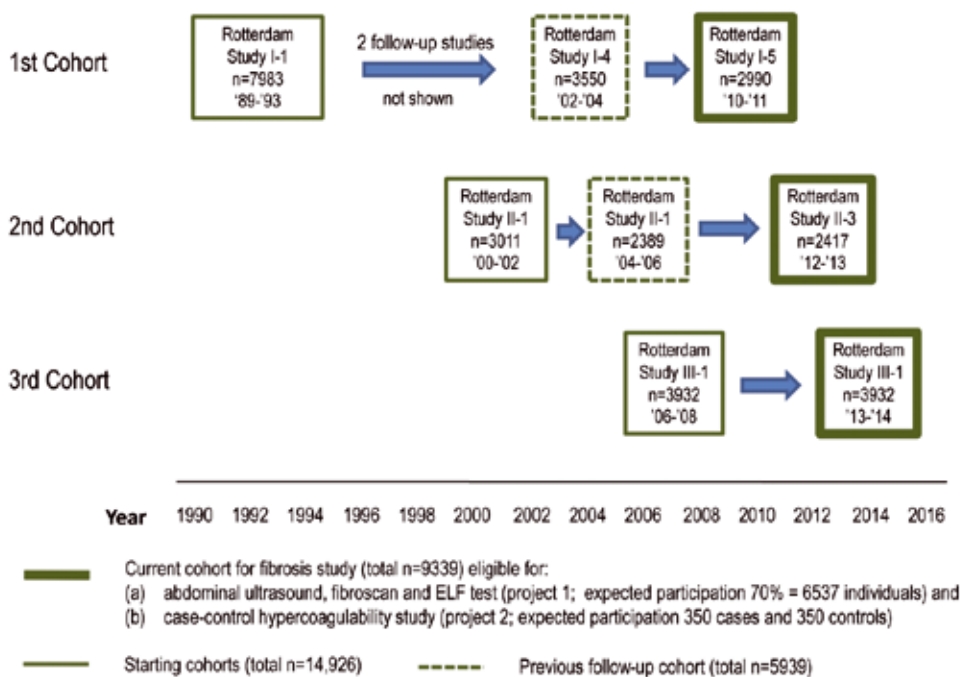 1st Cohort
Rotterdam
Study I-1
n=7983
'89-'93
2 follow-up studies
not shown
Rotterdam
Study I-4
n=3550
'02-'04
Rotterdam
Study I-5
n=2990
'10-'11
2nd Cohort
Rotterdam
Study II-1
n=3011
'00-'02
Rotterdam
Study II-1
n=2389
'04-'06
Rotterdam
Study II-3
n=2417
'12-'13
3rd Cohort
Rotterdam
Study III-1
n=3932
'06-'08
Rotterdam
Study III-1
n=3932
'13-'14
Year 1990 1992 1994 1996 1998 2000 2002 2004 2006 2008 2010 2012 2014 2016
Current cohort for fibrosis study (total n=9339) eligible for:
(a) abdominal ultrasound, fibroscan and ELF test (project 1; expected participation 70% = 6537 individuals) and
(b) case-control hypercoagulability study (project 2; expected participation 350 cases and 350 controls)
Starting cohorts (total n=14,926) Previous follow-up cohort (total n=5939)